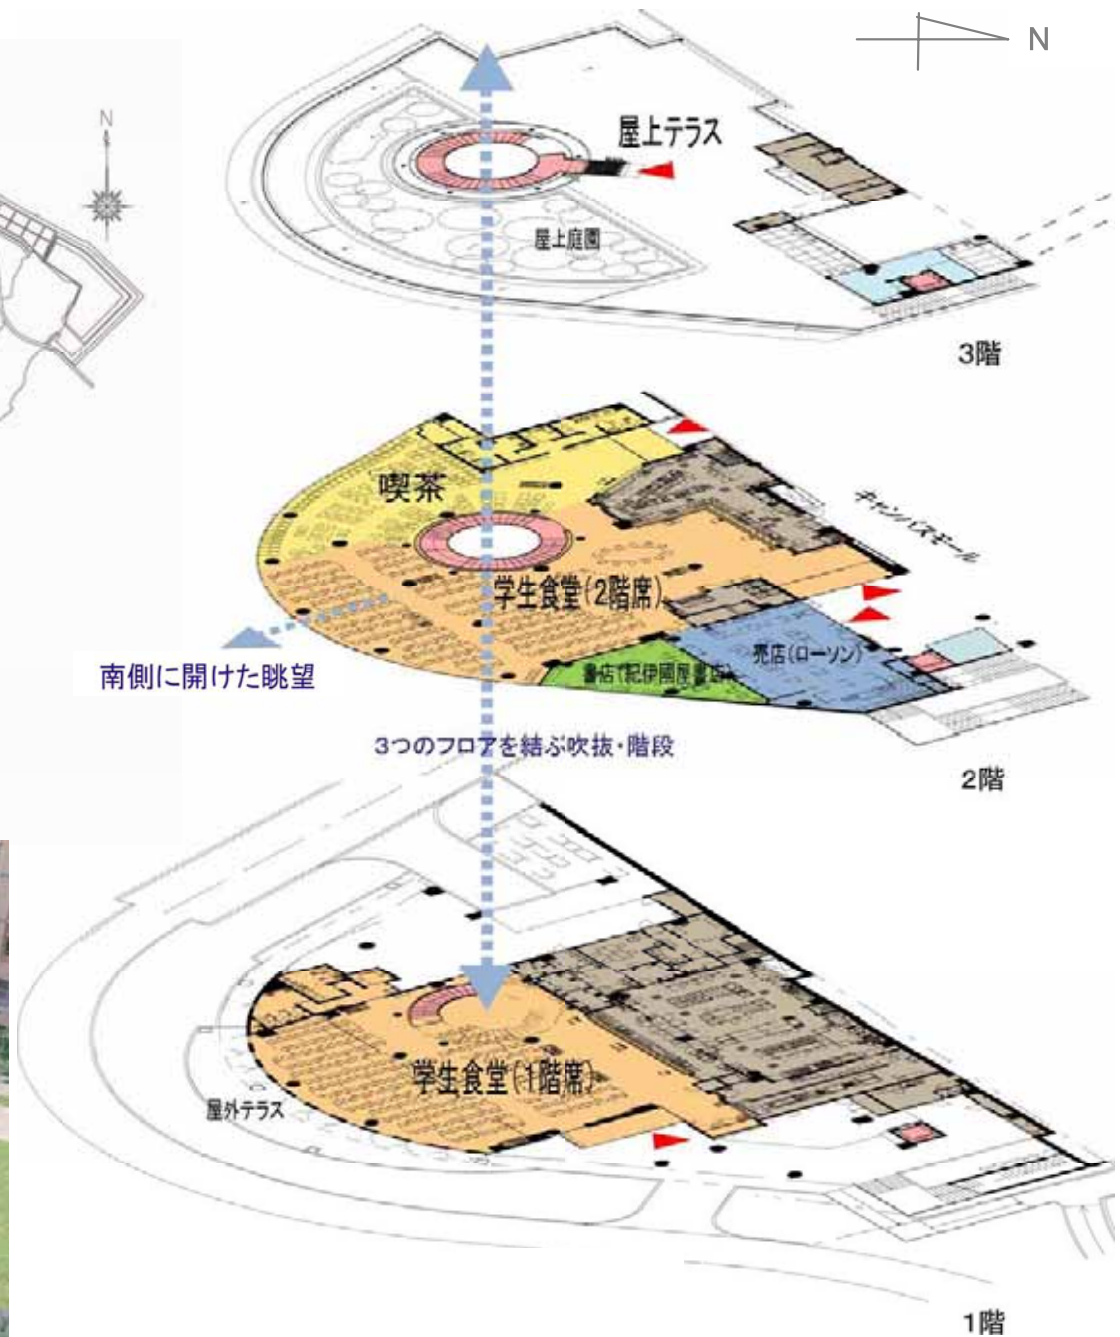 N
N
屋上テラス
屋上庭園
3階
喫茶
キャンパスモール
学生食堂(2階席)
売店(ローソン)
書店(紀伊國屋書店)
南側に開けた眺望
3つのフロアを結ぶ吹抜・階段
2階
学生食堂(1階席)
屋外テラス
1階